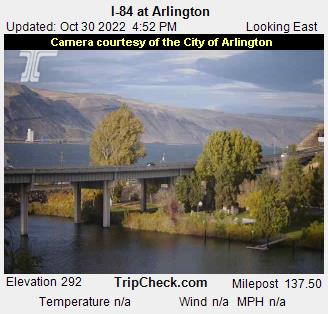 I-84 at Arlington
Updated: Oct 30 2022 4:52 PM Looking East
Camera courtesy of the City of Arlington
Elevation 292 TripCheck.com Milepost 137.50
Temperature n/a Wind n/a MPH n/a